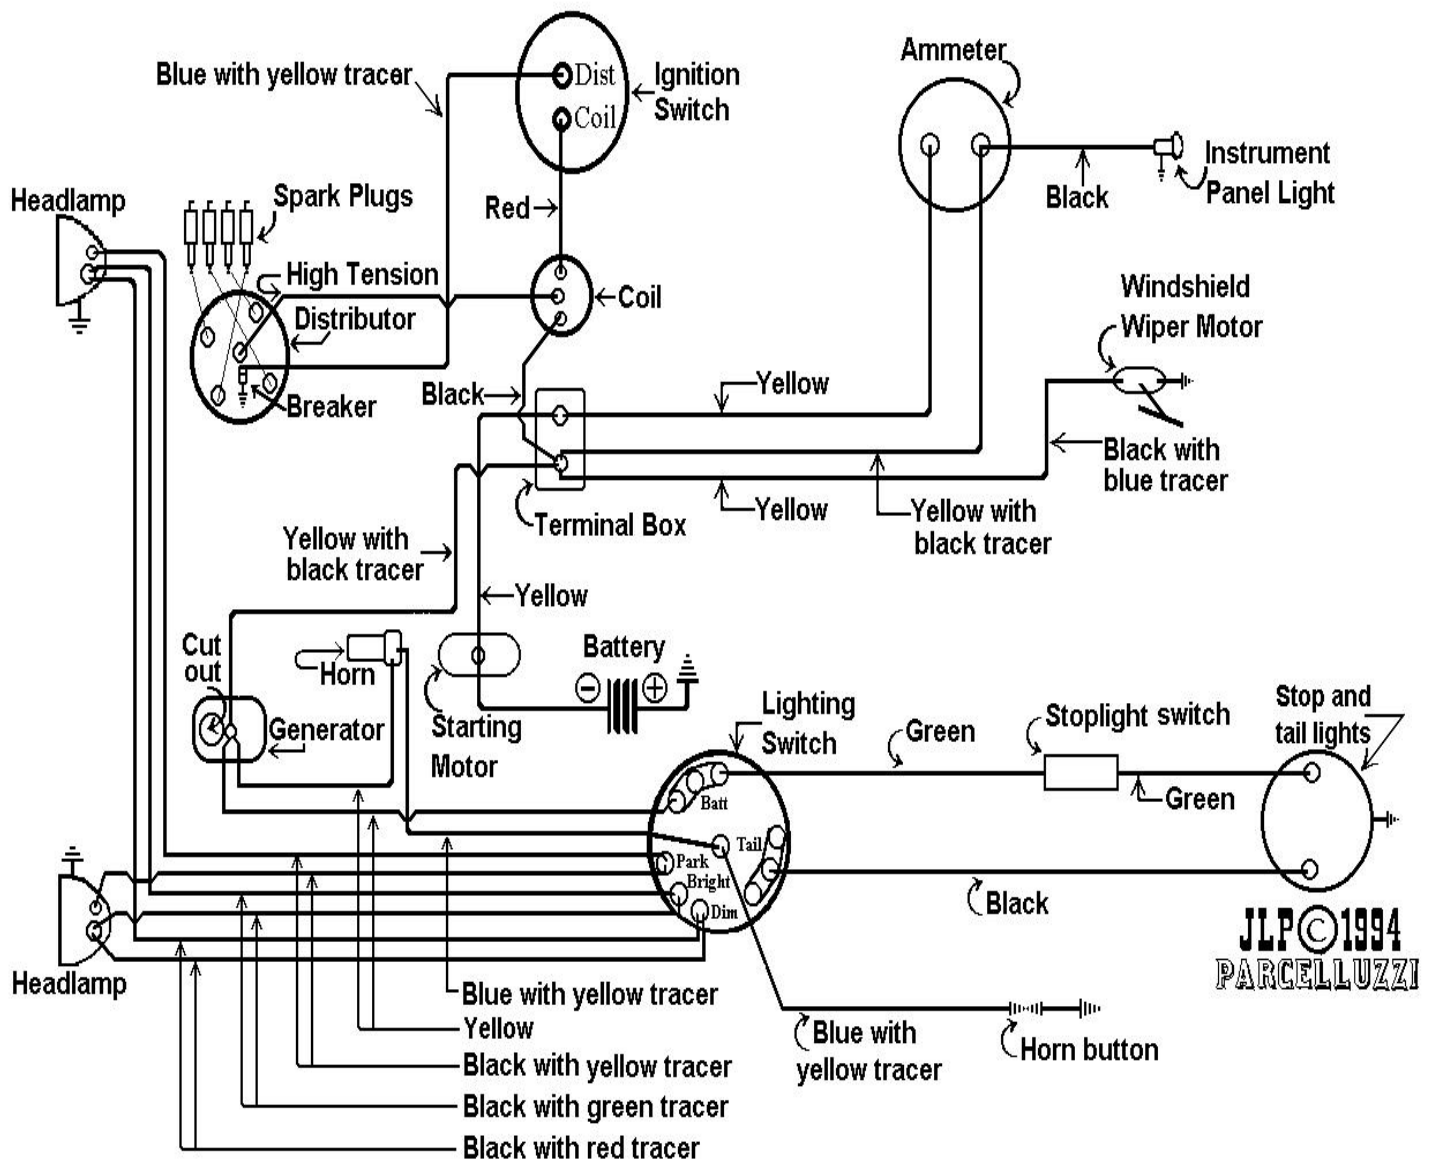 Ammeter
Blue with yellow tracer
Dist
Coil
Ignition
Switch
Instrument
Panel Light
Black
Headlamp
Spark Plugs
Red
High Tension
Coil
Distributor
Windshield
Wiper Motor
Breaker
Black
Yellow
Black with
blue tracer
Terminal Box
Yellow
Yellow with
black tracer
Yellow with
black tracer
Yellow
Cut
out
Horn
Battery
Generator
Starting
Motor
Lighting
Switch
Green
Stoplight switch
Stop and
tail lights
Green
Batt
Tail
Park
Bright
Dim
Black
JLP © 1994
PARCELLUZZI
Headlamp
Blue with yellow tracer
Yellow
Blue with
yellow tracer
Horn button
Black with yellow tracer
Black with green tracer
Black with red tracer